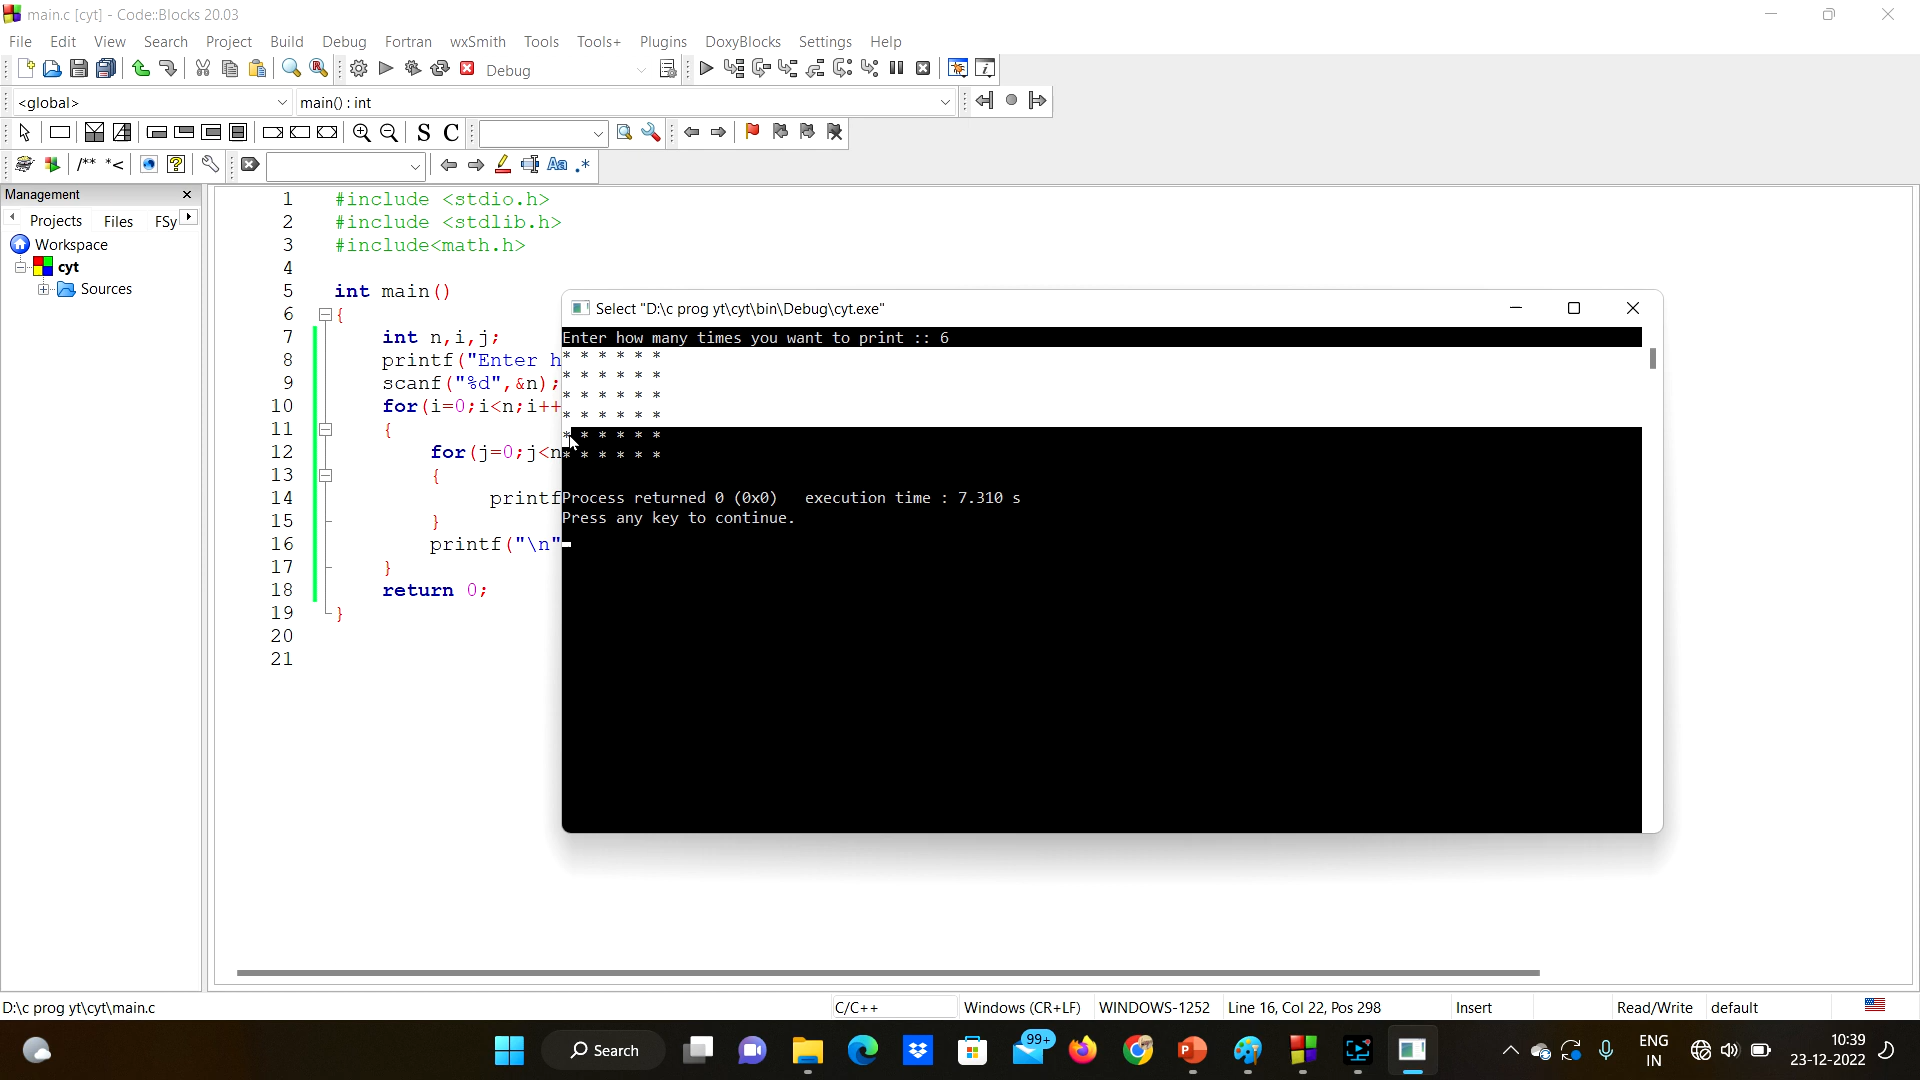 main.c [cyt] - Code::Blocks 20.03
File Edit View Search Project Build Debug Fortran wxSmith Tools Tools+ Plugins DoxyBlocks Settings Help
Debug
<global> main() : int
S C
/** *< Aa .*
Management
Projects Files FSy
Workspace
cyt
Sources
1 #include <stdio.h>
2 #include <stdlib.h>
3 #include<math.h>
4
5 int main()
6 {
7 int n,i,j;
8 printf("Enter h
9 scanf("%d",&n);
10 for(i=0;i<n;i++
11 {
12 for(j=0;j<n
13 {
14 printf
15 }
16 printf("\n"
17 }
18 return 0;
19 }
20
21
Select "D:\c prog yt\cyt\bin\Debug\cyt.exe"
Enter how many times you want to print :: 6
* * * * * *
* * * * * *
* * * * * *
* * * * * *
* * * * * *
* * * * * *
Process returned 0 (0x0) execution time : 7.310 s
Press any key to continue.
D:\c prog yt\cyt\main.c C/C++ Windows (CR+LF) WINDOWS-1252 Line 16, Col 22, Pos 298 Insert Read/Write default
Search 99+ ENG 10:39
IN 23-12-2022